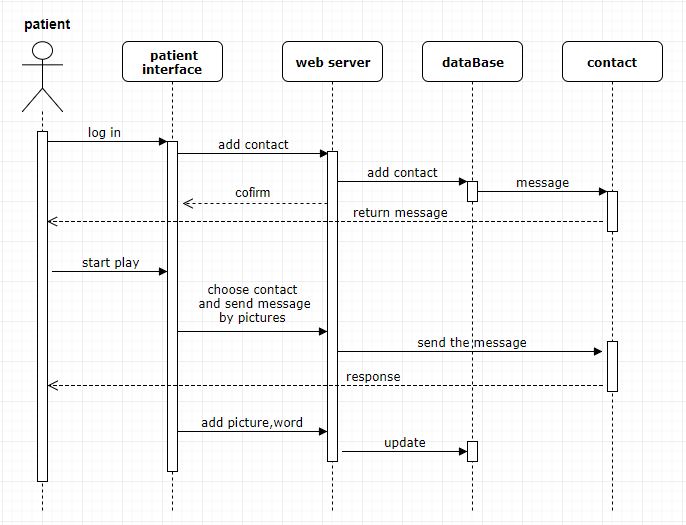 patient
patient
interface
web server
dataBase
contact
log in
add contact
add contact
message
cofirm
return message
start play
choose contact
and send message
by pictures
send the message
response
add picture,word
update